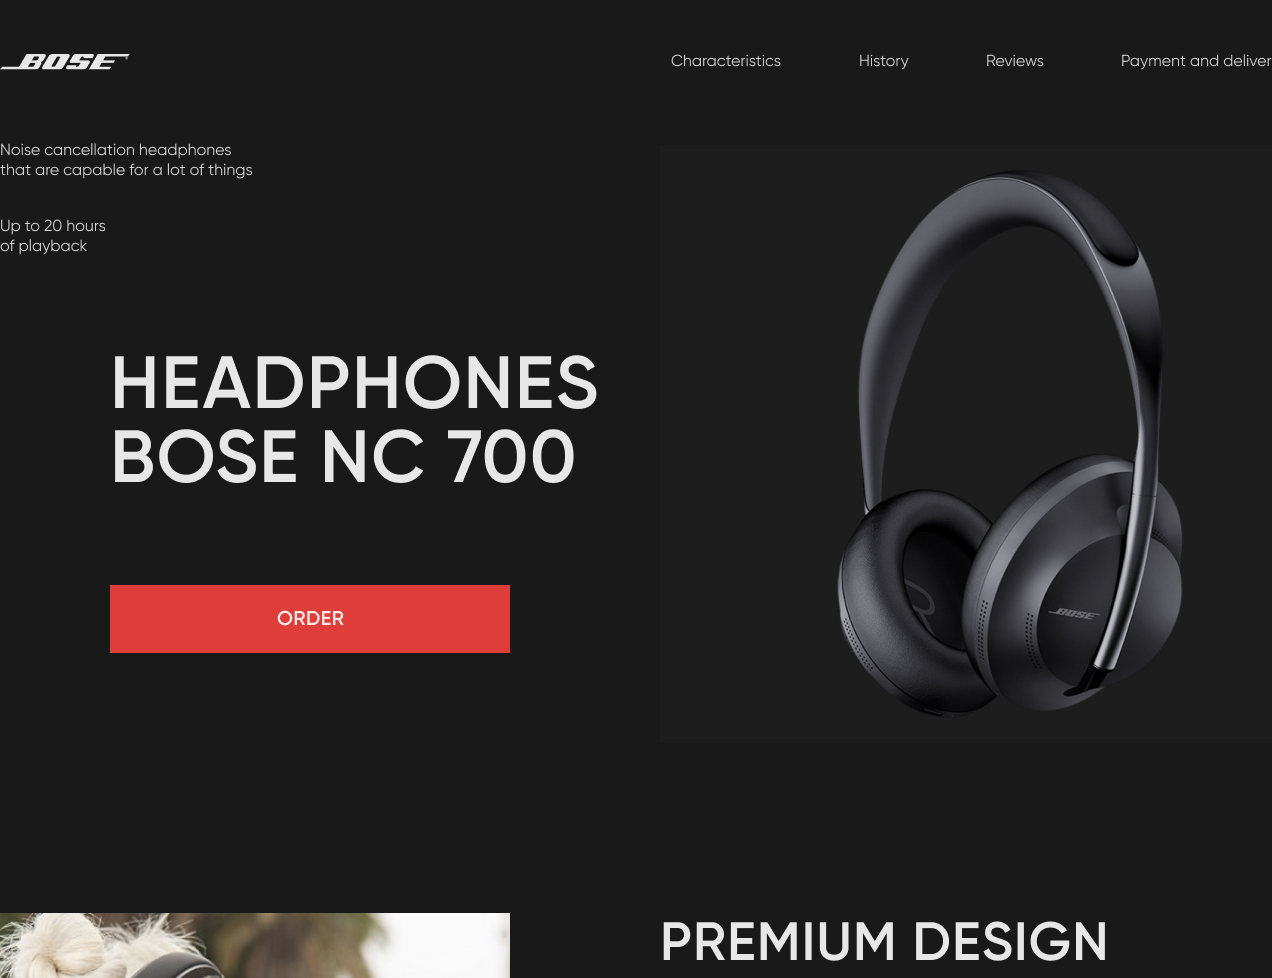 BOSE
Characteristics
History
Reviews
Payment and deliver
Noise cancellation headphones
that are capable for a lot of things
Up to 20 hours
of playback
HEADPHONES
BOSE NC 700
ORDER
BOSE
PREMIUM DESIGN